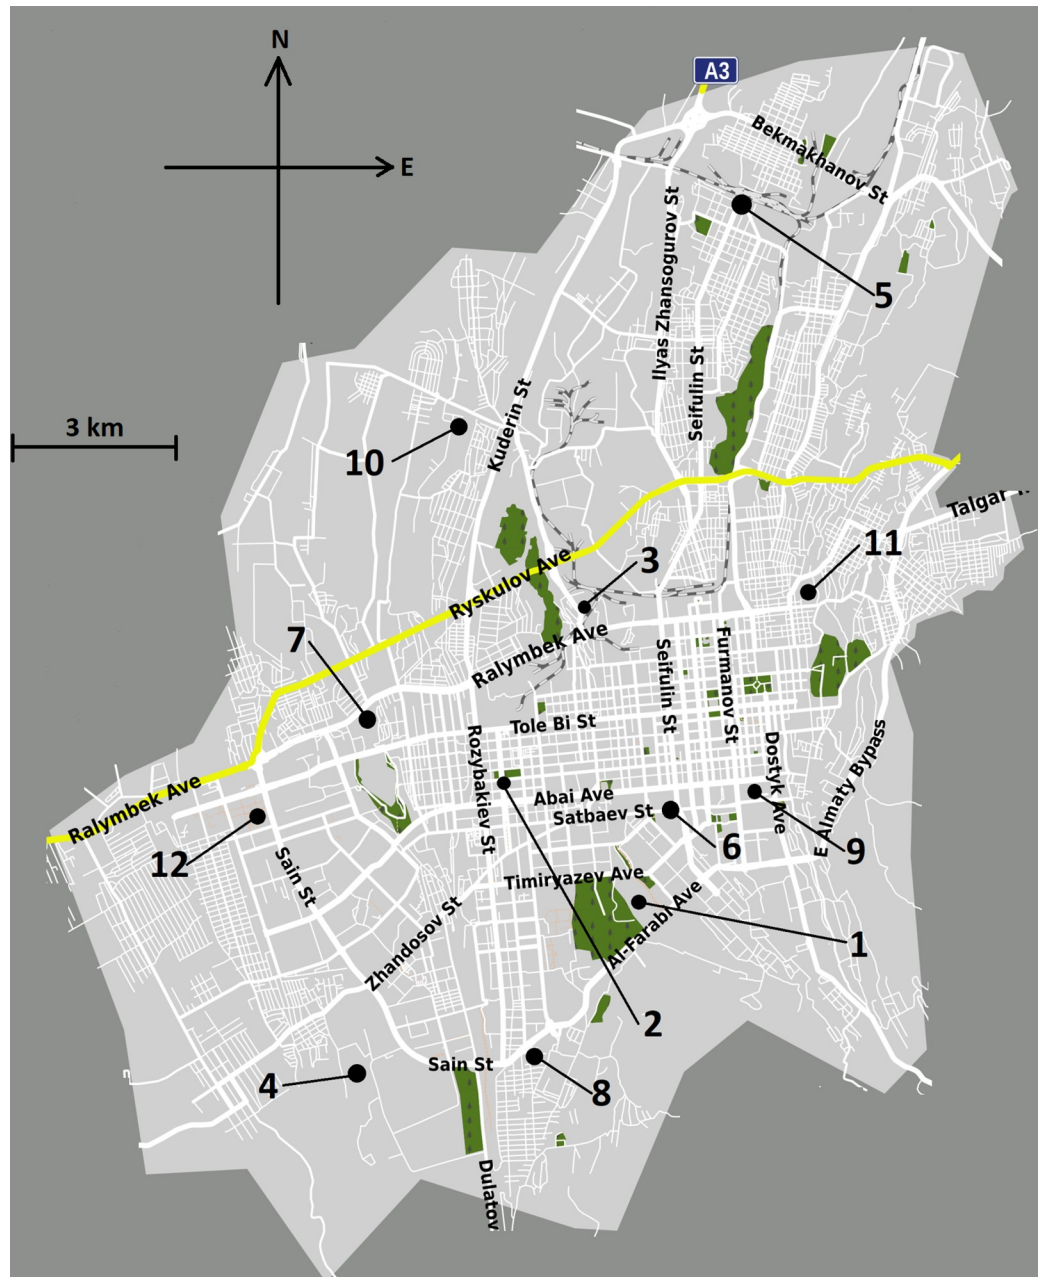 N
A3
E
Bekmakhanov St
Ilyas Zhansogurov St
5
Seifulin St
3 km
Kuderin St
10
Talgar
11
3
Ryskulov Ave
7
Ralymbek Ave
Seifulin St
Furmanov St
Tole Bi St
Rozybakiev St
Dostyk Ave
E Almaty Bypass
Ralymbek Ave
Abai Ave
Satbaev St
6
9
12
Sain St
Timiryazev Ave
Zhandosov St
Al-Farabi Ave
1
2
Sain St
4
8
Dulatov